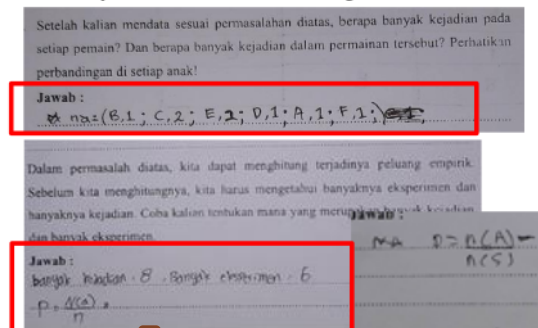 Setelah kalian mendata sesuai permasalahan diatas, berapa banyak kejadian pada
setiap pemain? Dan berapa banyak kejadian dalam permainan tersebut? Perhatikan
perbandingan di setiap anak!
Jawab :
na=(B,1 ; C,2 ; E,2; D,1; A,1; F,1;)
Dalam permasalah diatas, kita dapat menghitung terjadinya peluang empirik.
Sebelum kita menghitungnya, kita harus mengetahui banyaknya eksperimen dan
banyaknya kejadian. Coba kalian tentukan mana yang merupakan banyak kejadian
dan banyak eksperimen.
Jawab :
banyak kejadian = 8 . Banyak eksperimen = 6
P = N(a) =
n
Jawab :
P = n(A)
n(S)